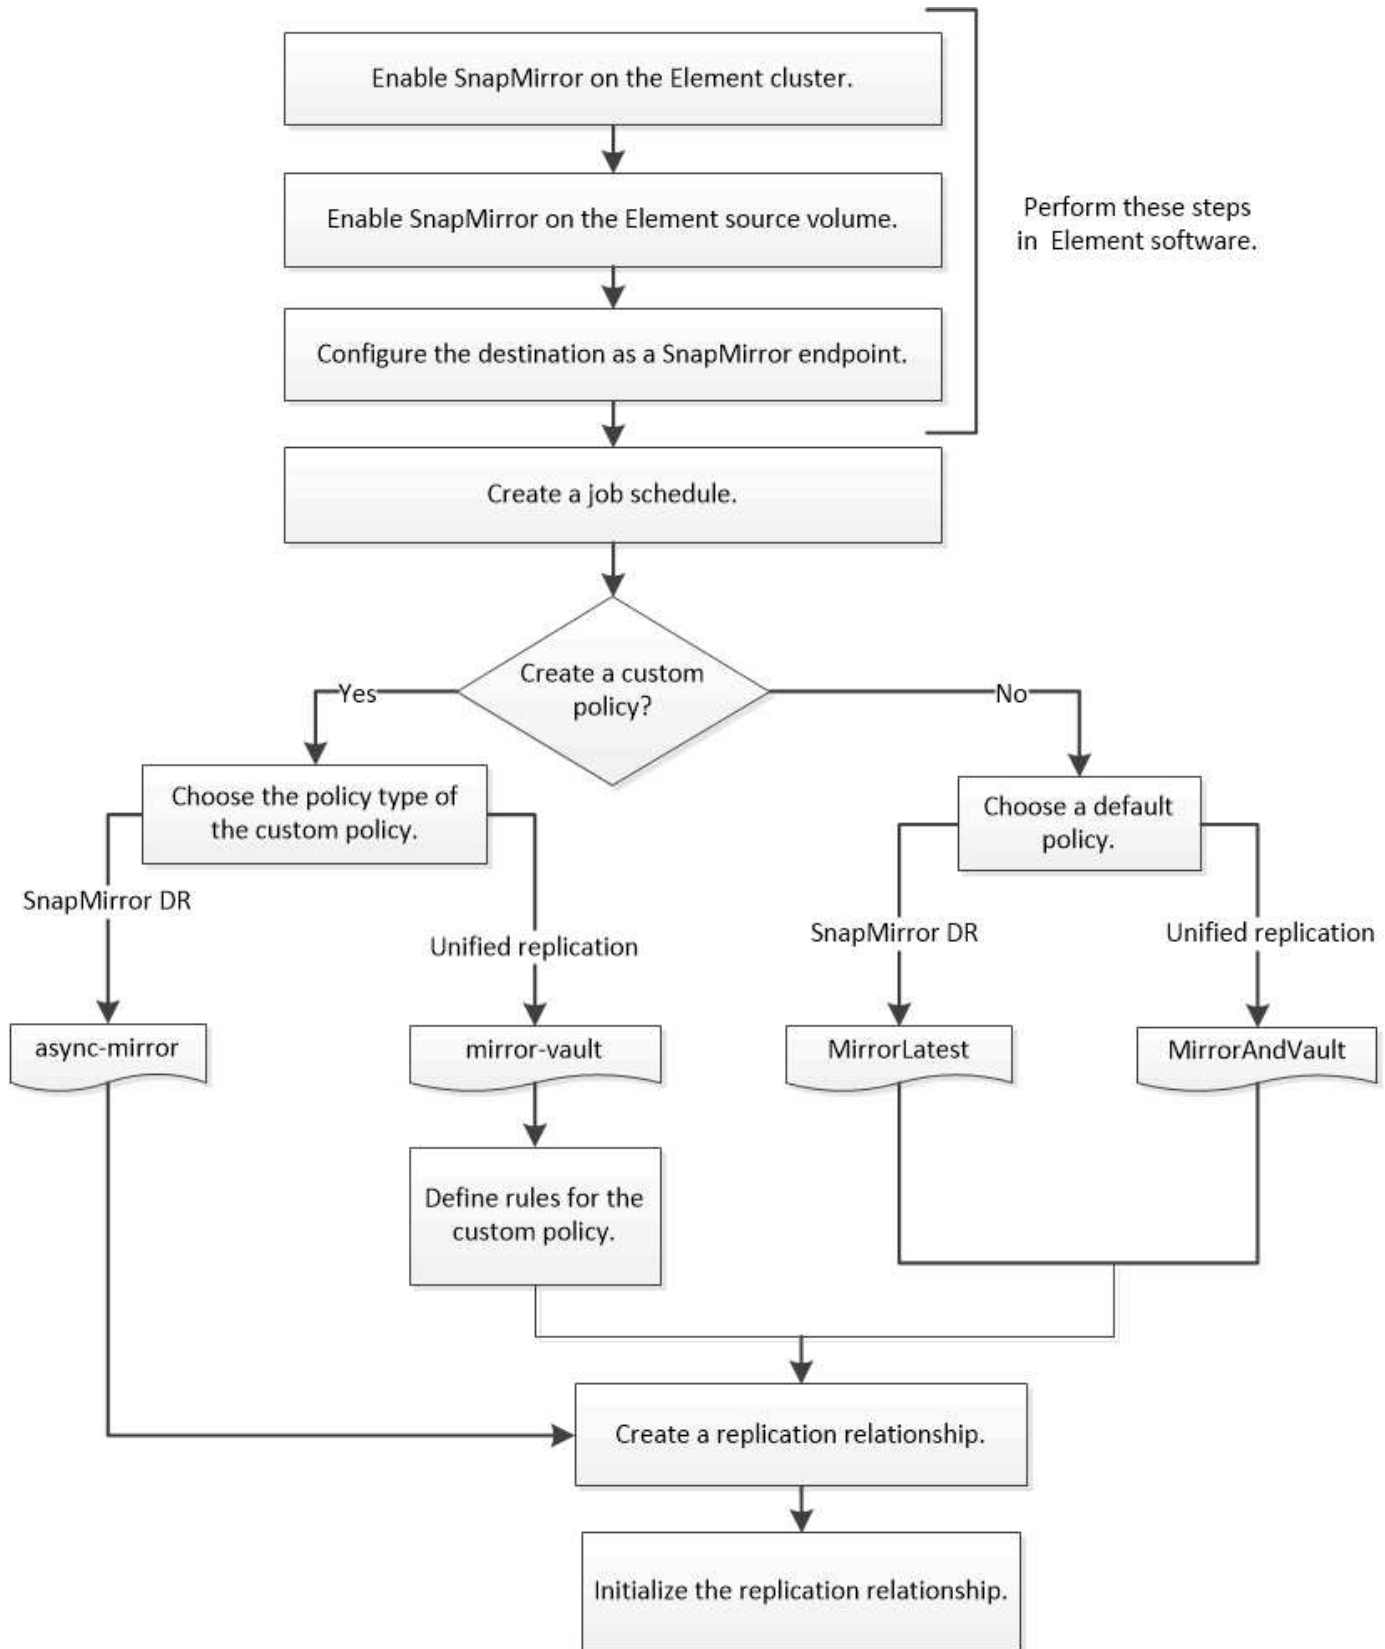 Enable SnapMirror on the Element cluster.
Enable SnapMirror on the Element source volume.
Perform these steps
in Element software.
Configure the destination as a SnapMirror endpoint.
Create a job schedule.
Create a custom
policy?
Yes
No
Choose the policy type of
the custom policy.
Choose a default
policy.
SnapMirror DR
Unified replication
SnapMirror DR
Unified replication
async-mirror
mirror-vault
MirrorLatest
MirrorAndVault
Define rules for the
custom policy.
Create a replication relationship.
Initialize the replication relationship.